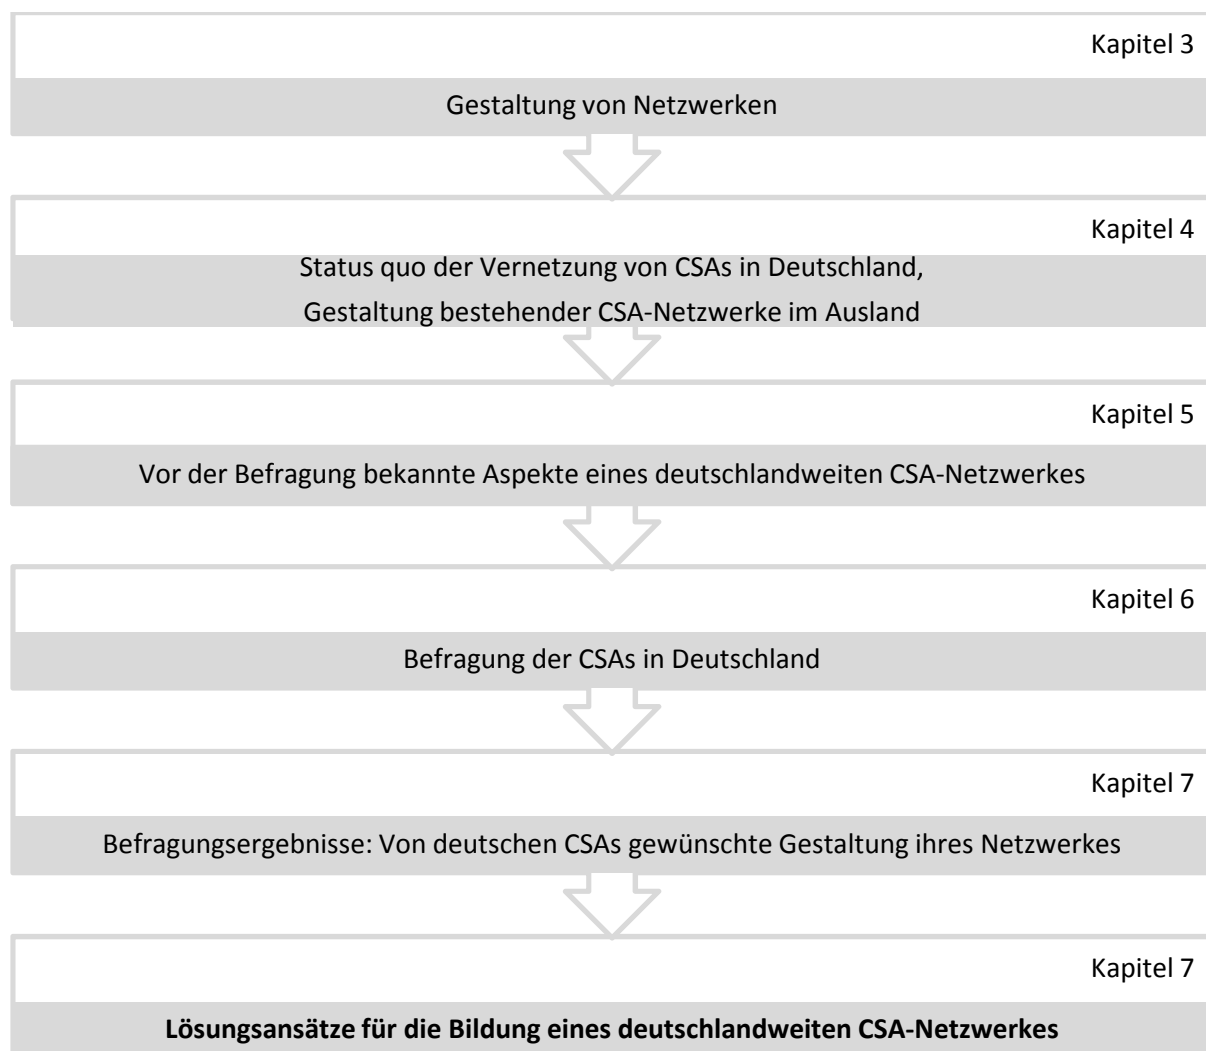 Kapitel 3
Gestaltung von Netzwerken
Kapitel 4
Status quo der Vernetzung von CSAs in Deutschland,
Gestaltung bestehender CSA-Netzwerke im Ausland
Kapitel 5
Vor der Befragung bekannte Aspekte eines deutschlandweiten CSA-Netzwerkes
Kapitel 6
Befragung der CSAs in Deutschland
Kapitel 7
Befragungsergebnisse: Von deutschen CSAs gewünschte Gestaltung ihres Netzwerkes
Kapitel 7
Lösungsansätze für die Bildung eines deutschlandweiten CSA-Netzwerkes